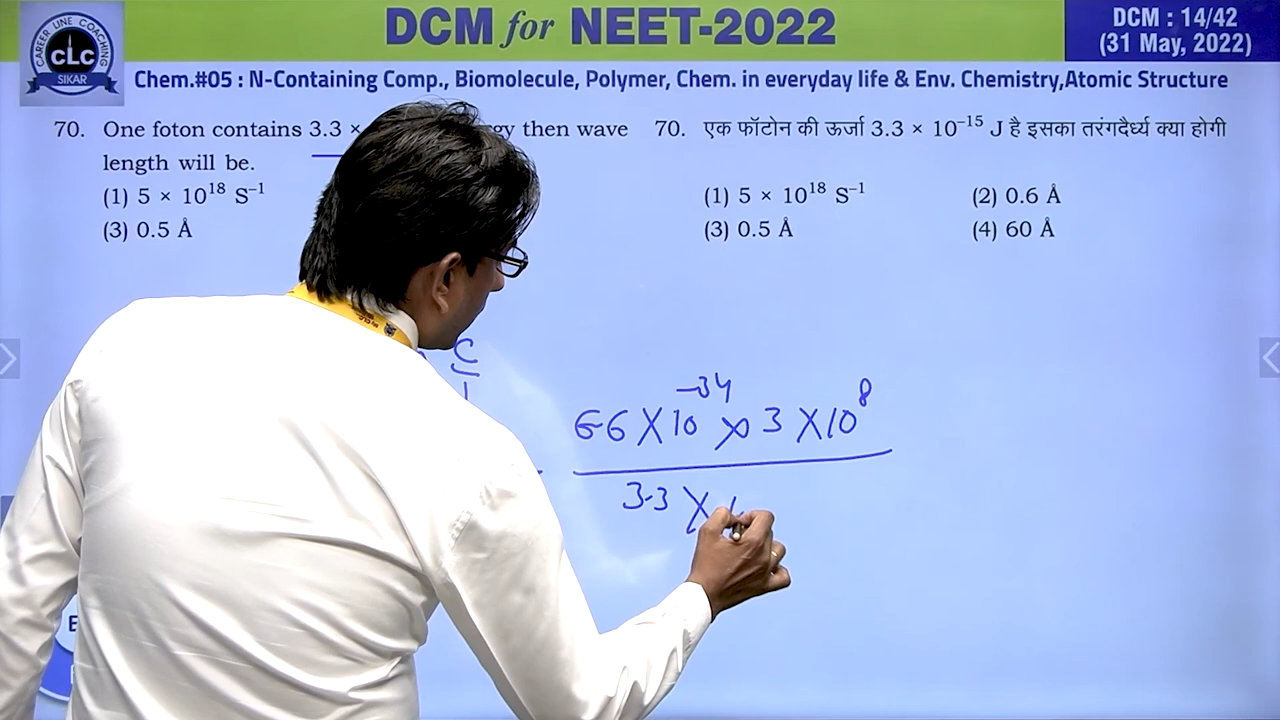 DCM for NEET-2022
DCM : 14/42
(31 May, 2022)
CAREER LINE COACHING
CLC
SIKAR
Chem.#05 : N-Containing Comp., Biomolecule, Polymer, Chem. in everyday life & Env. Chemistry,Atomic Structure
70. One foton contains 3.3 × then wave
length will be.
(1) 5 × 10¹⁸ S⁻¹
(3) 0.5 Å
70. एक फॉटोन की ऊर्जा 3.3 × 10⁻¹⁵ J है इसका तरंगदैर्ध्य क्या होगी
(1) 5 × 10¹⁸ S⁻¹ (2) 0.6 Å
(3) 0.5 Å (4) 60 Å
C
6.6 X 10⁻³⁴ X 3 X 10⁸
3.3 X